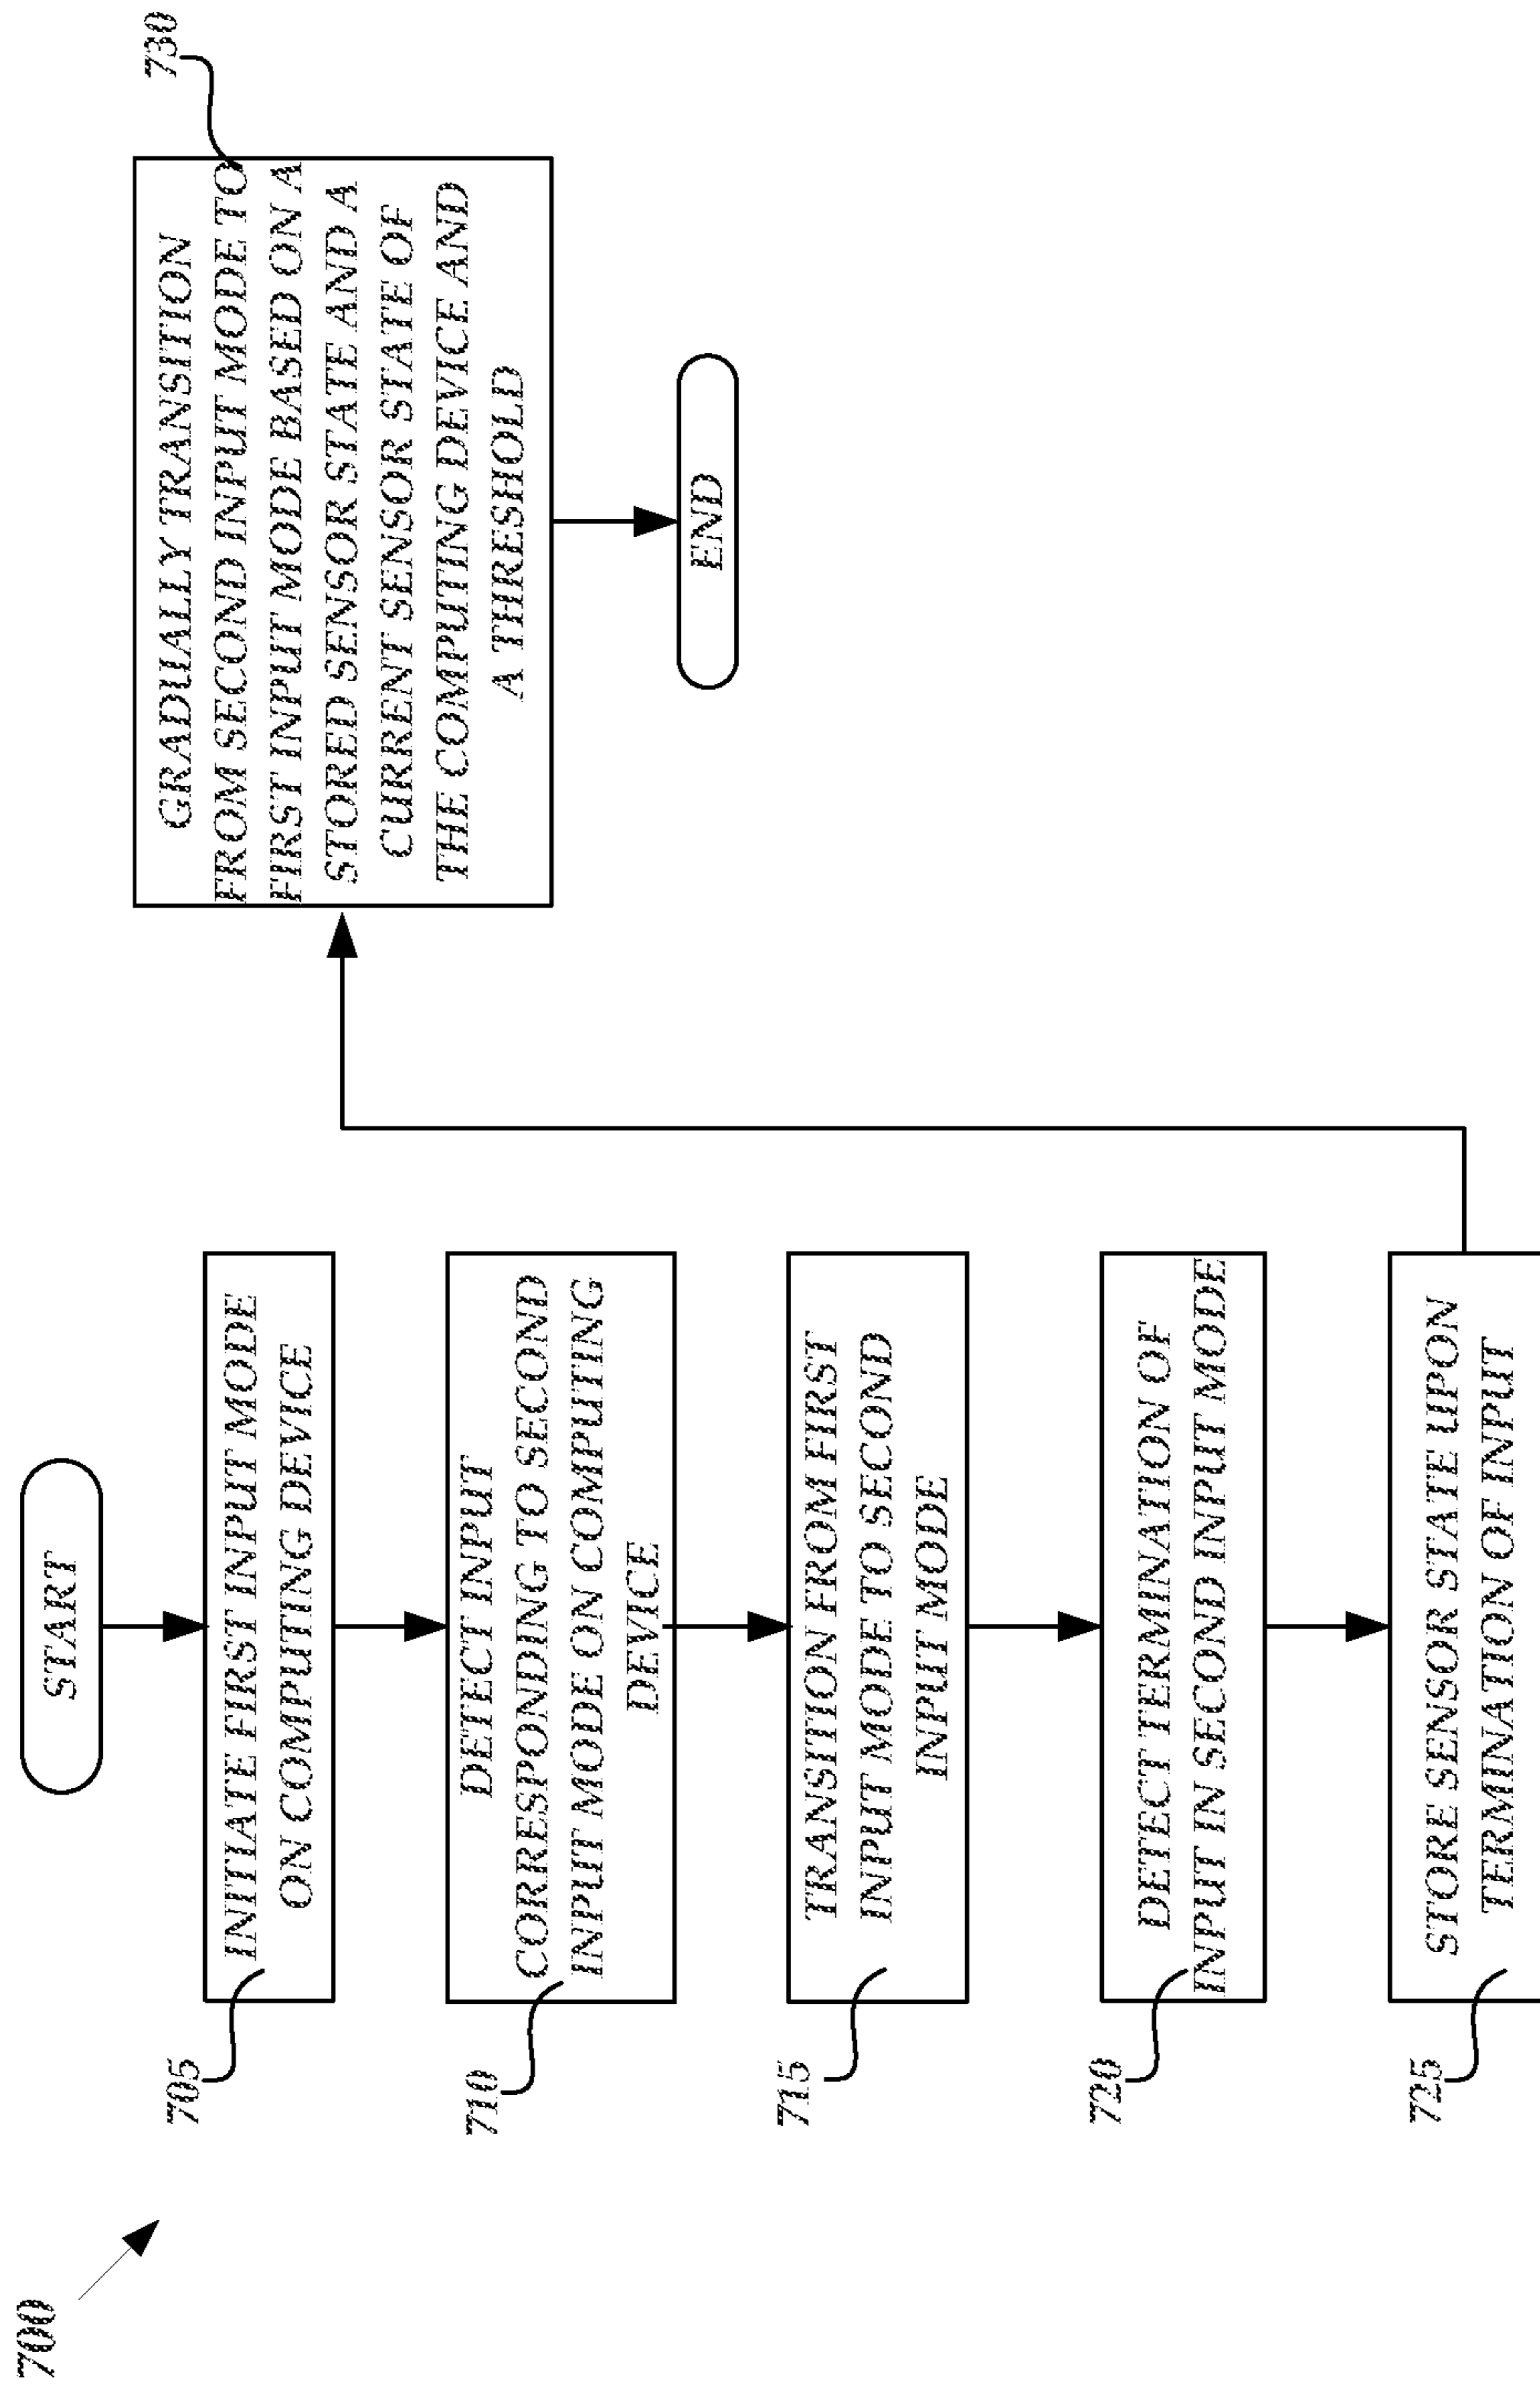 700
START
705
INITIATE FIRST INPUT MODE
ON COMPUTING DEVICE
710
DETECT INPUT
CORRESPONDING TO SECOND
INPUT MODE ON COMPUTING
DEVICE
715
TRANSITION FROM FIRST
INPUT MODE TO SECOND
INPUT MODE
720
DETECT TERMINATION OF
INPUT IN SECOND INPUT MODE
725
STORE SENSOR STATE UPON
TERMINATION OF INPUT
730
GRADUALLY TRANSITION
FROM SECOND INPUT MODE TO
FIRST INPUT MODE BASED ON A
STORED SENSOR STATE AND A
CURRENT SENSOR STATE OF
THE COMPUTING DEVICE AND
A THRESHOLD
END